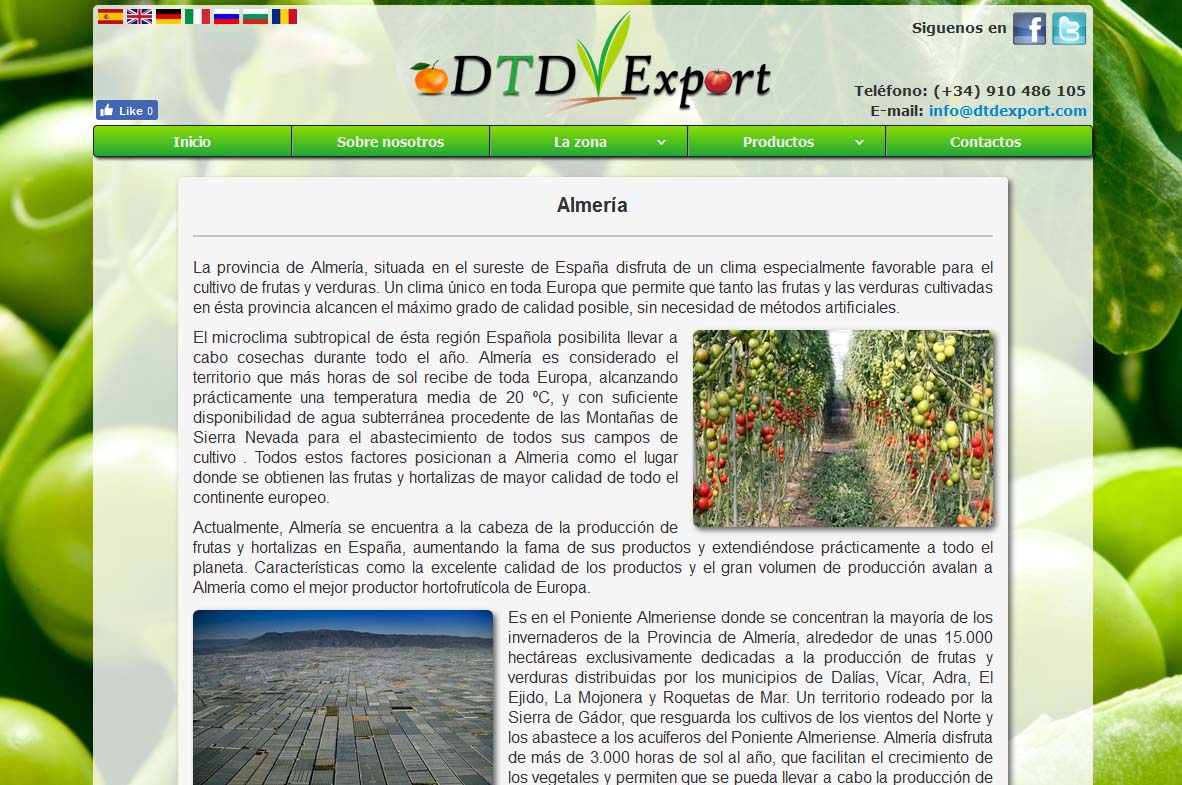 Siguenos en
DTD Export
Teléfono: (+34) 910 486 105
E-mail: info@dtdexport.com
Like 0
Inicio Sobre nosotros La zona Productos Contactos
Almería
La provincia de Almería, situada en el sureste de España disfruta de un clima especialmente favorable para el
cultivo de frutas y verduras. Un clima único en toda Europa que permite que tanto las frutas y las verduras cultivadas
en ésta provincia alcancen el máximo grado de calidad posible, sin necesidad de métodos artificiales.
El microclima subtropical de ésta región Española posibilita llevar a
cabo cosechas durante todo el año. Almería es considerado el
territorio que más horas de sol recibe de toda Europa, alcanzando
prácticamente una temperatura media de 20 ºC, y con suficiente
disponibilidad de agua subterránea procedente de las Montañas de
Sierra Nevada para el abastecimiento de todos sus campos de
cultivo . Todos estos factores posicionan a Almeria como el lugar
donde se obtienen las frutas y hortalizas de mayor calidad de todo el
continente europeo.
Actualmente, Almería se encuentra a la cabeza de la producción de
frutas y hortalizas en España, aumentando la fama de sus productos y extendiéndose prácticamente a todo el
planeta. Características como la excelente calidad de los productos y el gran volumen de producción avalan a
Almería como el mejor productor hortofrutícola de Europa.
Es en el Poniente Almeriense donde se concentran la mayoría de los
invernaderos de la Provincia de Almería, alrededor de unas 15.000
hectáreas exclusivamente dedicadas a la producción de frutas y
verduras distribuidas por los municipios de Dalías, Vícar, Adra, El
Ejido, La Mojonera y Roquetas de Mar. Un territorio rodeado por la
Sierra de Gádor, que resguarda los cultivos de los vientos del Norte y
los abastece a los acuíferos del Poniente Almeriense. Almería disfruta
de más de 3.000 horas de sol al año, que facilitan el crecimiento de
los vegetales y permiten que se pueda llevar a cabo la producción de